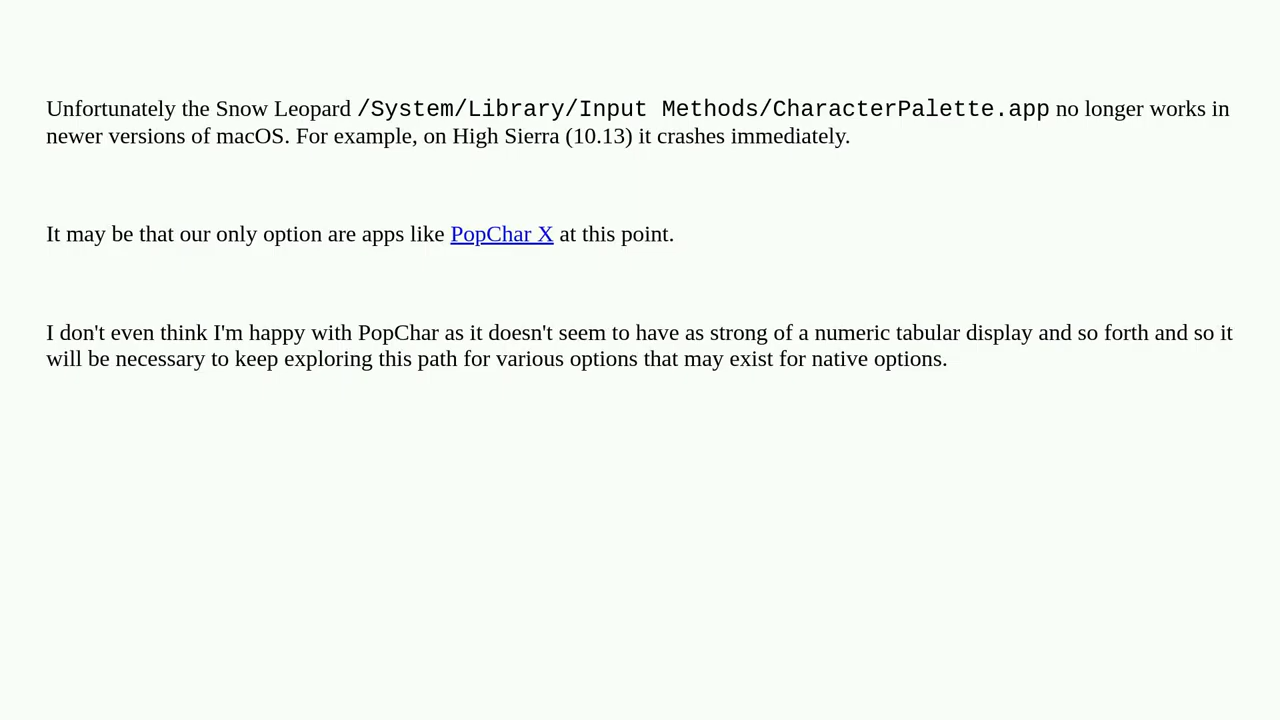 Unfortunately the Snow Leopard /System/Library/Input Methods/CharacterPalette.app no longer works in
newer versions of macOS. For example, on High Sierra (10.13) it crashes immediately.
It may be that our only option are apps like PopChar X at this point.
I don't even think I'm happy with PopChar as it doesn't seem to have as strong of a numeric tabular display and so forth and so it
will be necessary to keep exploring this path for various options that may exist for native options.